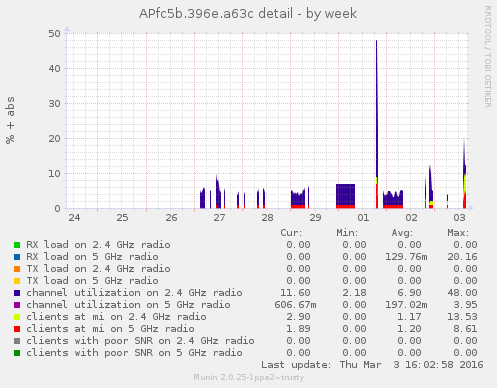 APfc5b.396e.a63c detail - by week
RRDTOOL / TOBI OETIKER
% + abs
50
40
30
20
10
0
24 25 26 27 28 29 01 02 03
Cur: Min: Avg: Max:
RX load on 2.4 GHz radio 0.00 0.00 0.00 0.00
RX load on 5 GHz radio 0.00 0.00 129.76m 20.16
TX load on 2.4 GHz radio 0.00 0.00 0.00 0.00
TX load on 5 GHz radio 0.00 0.00 0.00 0.00
channel utilization on 2.4 GHz radio 11.60 2.18 6.90 48.00
channel utilization on 5 GHz radio 606.67m 0.00 197.02m 3.95
clients at mi on 2.4 GHz radio 2.90 0.00 1.17 13.53
clients at mi on 5 GHz radio 1.89 0.00 1.20 8.61
clients with poor SNR on 2.4 GHz radio 0.00 0.00 0.00 0.00
clients with poor SNR on 5 GHz radio 0.00 0.00 0.00 0.00
Last update: Thu Mar 3 16:02:58 2016
Munin 2.0.25-1ppa2~trusty